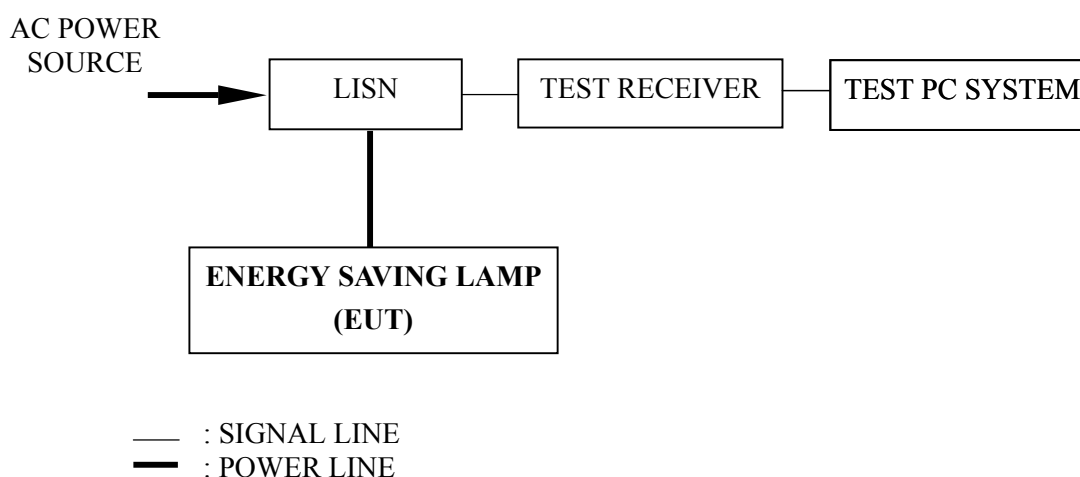 AC POWER
SOURCE
LISN
TEST RECEIVER
TEST PC SYSTEM
ENERGY SAVING LAMP
(EUT)
: SIGNAL LINE
: POWER LINE